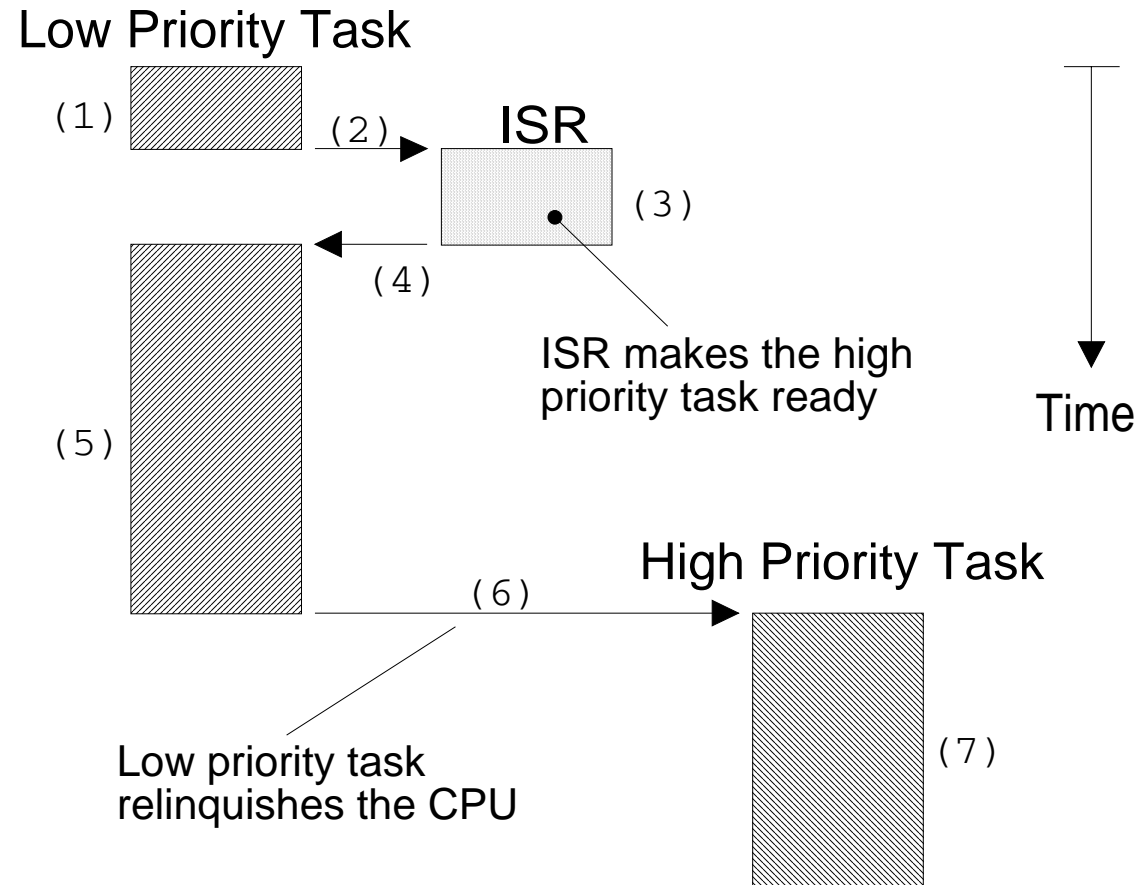 Low Priority Task
(1)
(2)
ISR
(3)
(4)
ISR makes the high
priority task ready
Time
(5)
High Priority Task
(6)
Low priority task
relinquishes the CPU
(7)